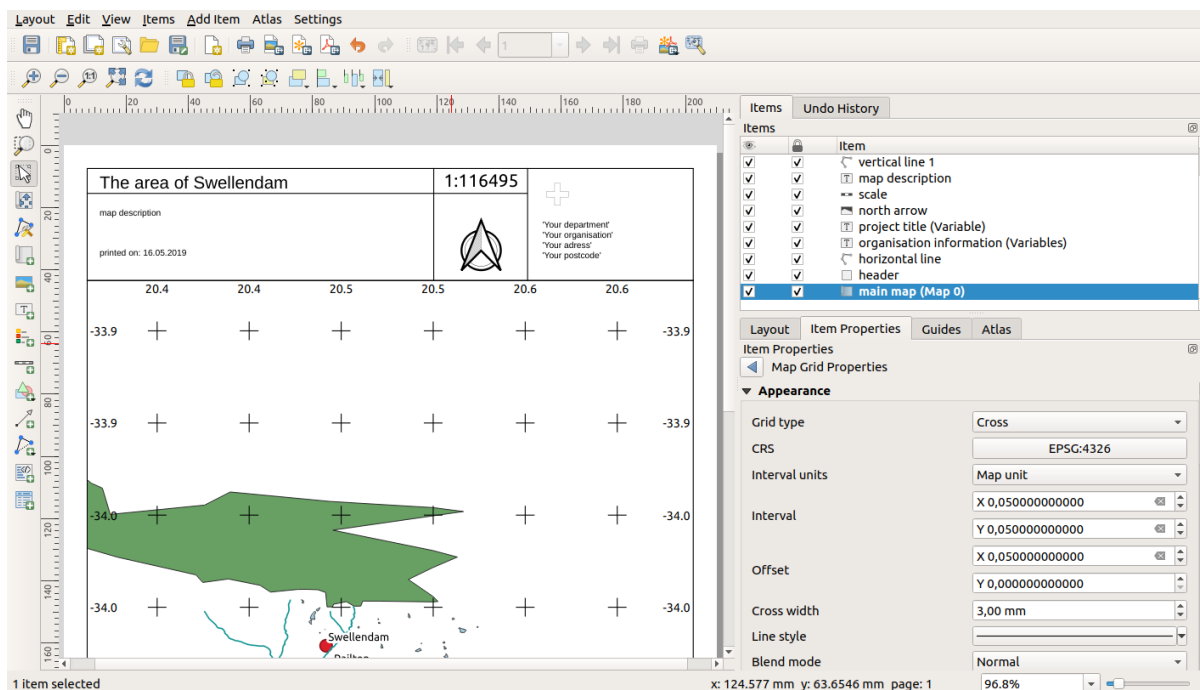 Layout Edit View Items Add Item Atlas Settings
1
0 20 40 60 80 100 120 140 160 180 200
0
20
40
60
80
100
120
140
160
The area of Swellendam
1:116495
map description
printed on: 16.05.2019
'Your department'
'Your organisation'
'Your adress'
'Your postcode'
20.4 20.4 20.5 20.5 20.6 20.6
-33.9 -33.9
-33.9 -33.9
-34.0 -34.0
-34.0 -34.0
Swellendam
Railton
Items Undo History
Items
Item
vertical line 1
map description
scale
north arrow
project title (Variable)
organisation information (Variables)
horizontal line
header
main map (Map 0)
Layout Item Properties Guides Atlas
Item Properties
Map Grid Properties
Appearance
Grid type Cross
CRS EPSG:4326
Interval units Map unit
Interval
X 0,050000000000
Y 0,050000000000
Offset
X 0,050000000000
Y 0,000000000000
Cross width 3,00 mm
Line style
Blend mode Normal
1 item selected
x: 124.577 mm y: 63.6546 mm page: 1
96.8%